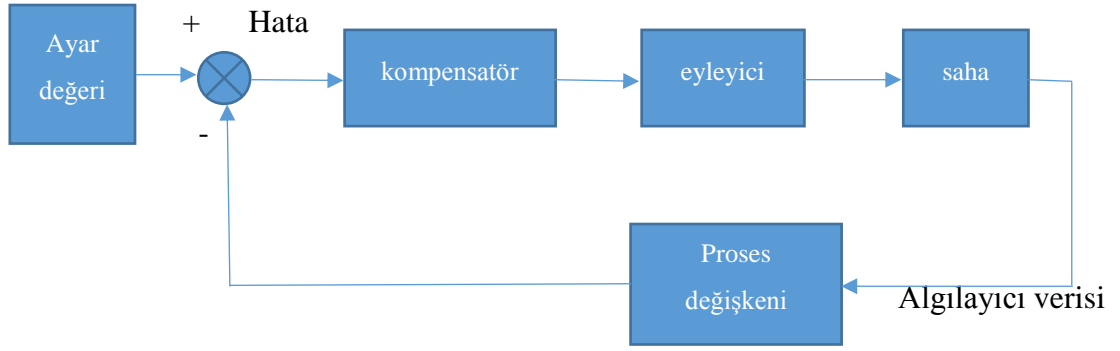 + Hata
Ayar
değeri
kompensatör
eyleyici
saha
-
Proses
değişkeni
Algılayıcı verisi